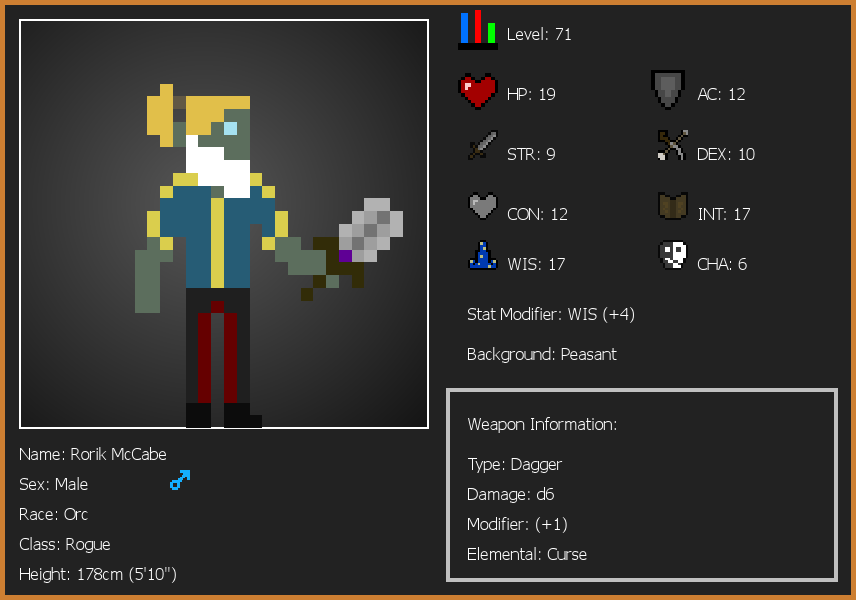 Level: 71
HP: 19
AC: 12
STR: 9
DEX: 10
CON: 12
INT: 17
WIS: 17
CHA: 6
Stat Modifier: WIS (+4)
Background: Peasant
Weapon Information:
Type: Dagger
Damage: d6
Modifier: (+1)
Elemental: Curse
Name: Rorik McCabe
Sex: Male
Race: Orc
Class: Rogue
Height: 178cm (5'10")